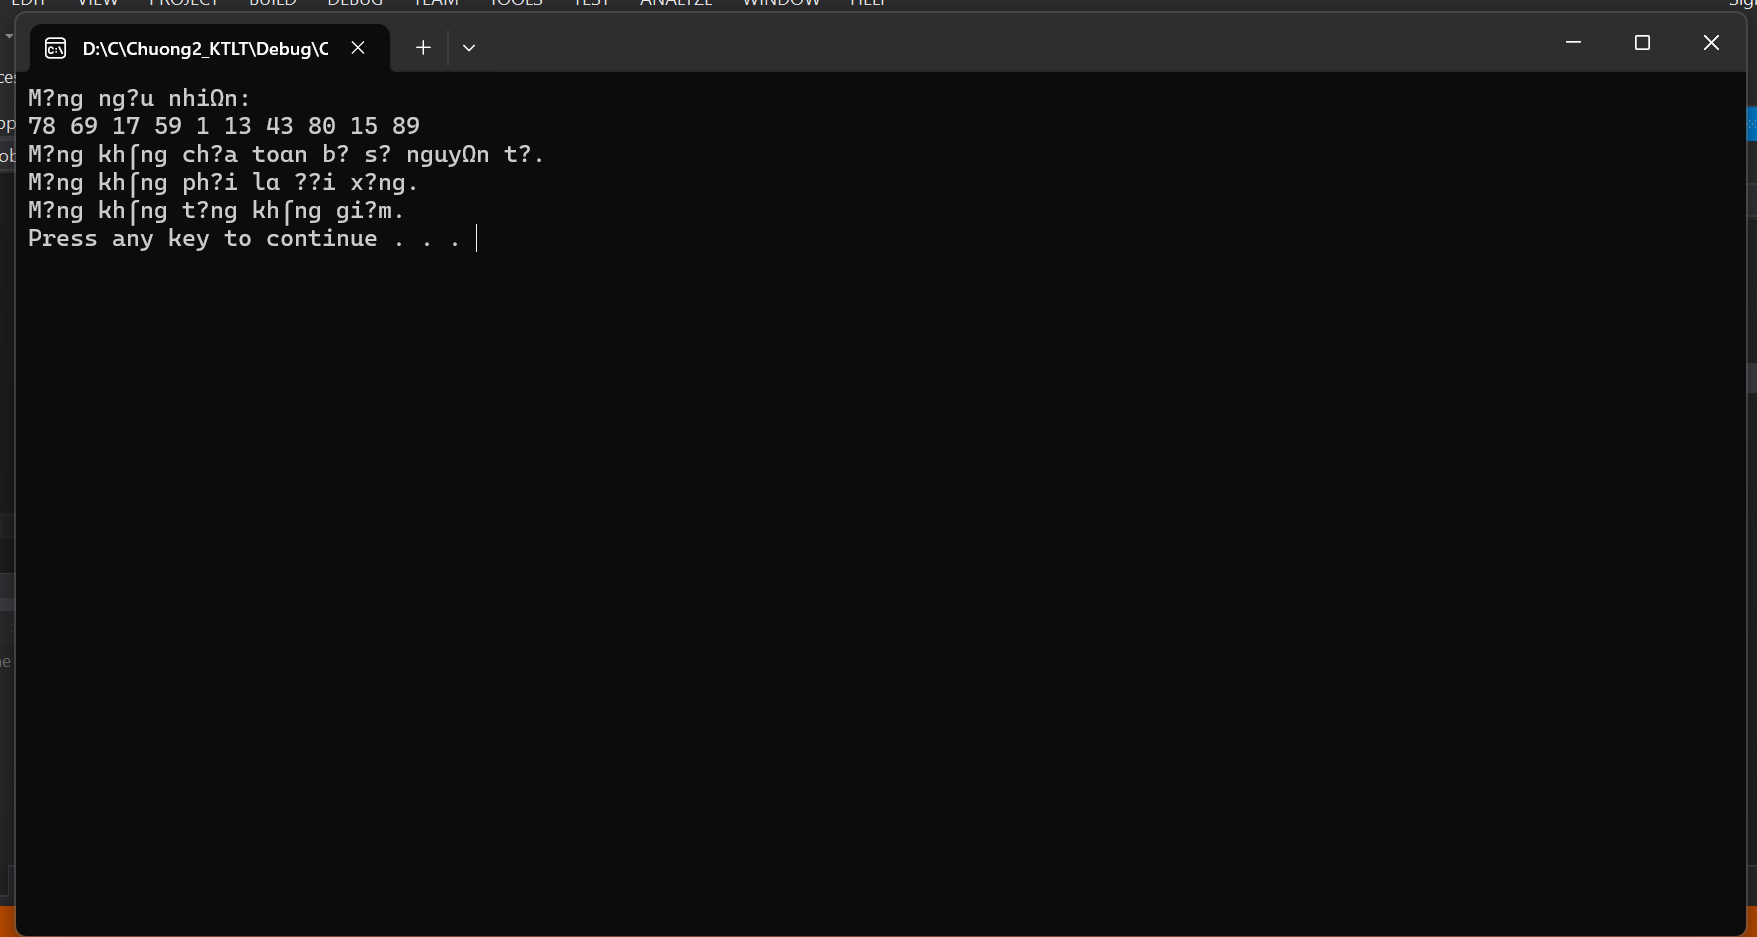 EDIT VIEW PROJECT BUILD DEBUG TEAM TOOLS TEST ANALYZE WINDOW HELP
D:\C\Chuong2_KTLT\Debug\C
M?ng ng?u nhiΩn:
78 69 17 59 1 13 43 80 15 89
M?ng kh⌠ng ch?a toαn b? s? nguyΩn t?.
M?ng kh⌠ng ph?i lα ??i x?ng.
M?ng kh⌠ng t?ng kh⌠ng gi?m.
Press any key to continue . . .